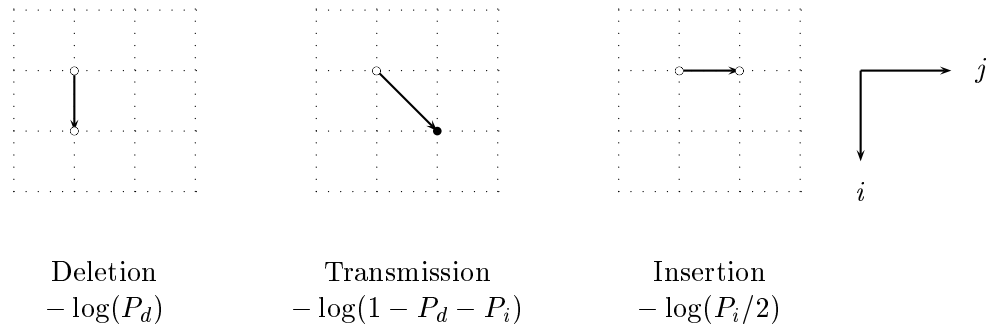 j
i
Deletion
− log(P_d)
Transmission
− log(1 − P_d − P_i)
Insertion
− log(P_i/2)